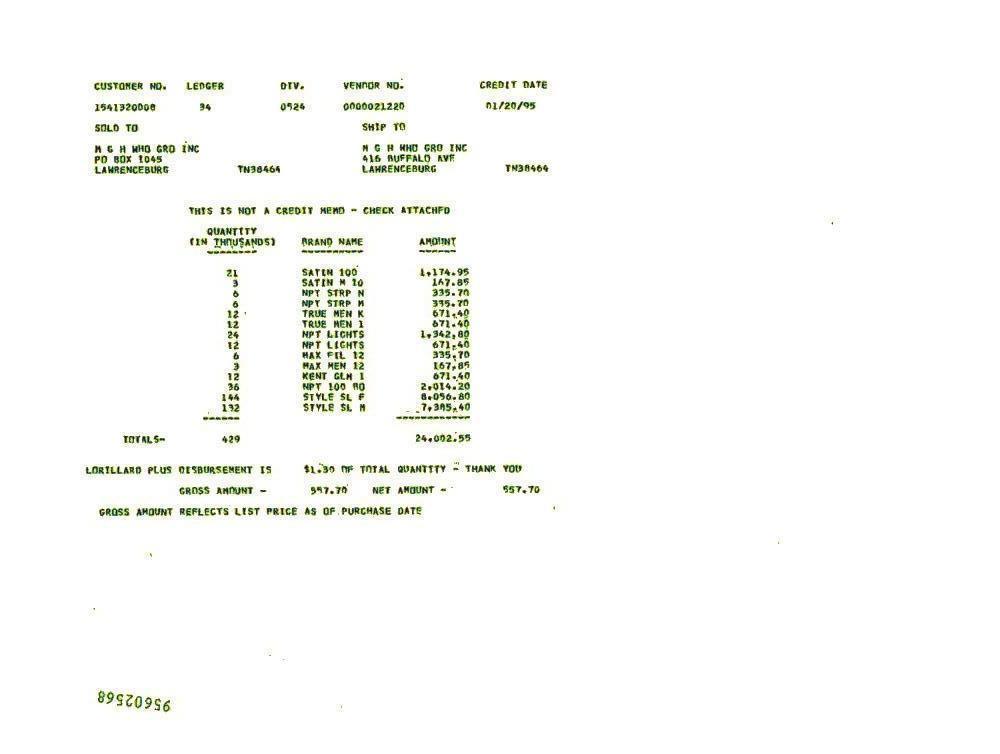 CUSTOMER NO. LEDGER DIV. VENDOR NO. CREDIT DATE
1541320008 94 0524 0000021220 01/20/95
SOLD TO SHIP TO
M G H WHO GRO INC M G H WHO GRO INC
PO BOX 1045 416 BUFFALO AVE
LAWRENCEBURG TN38464 LAWRENCEBURG TN38464
THIS IS NOT A CREDIT MEMO - CHECK ATTACHED
QUANTITY
(IN THOUSANDS) BRAND NAME AMOUNT
21 SATIN 100 1,174.95
3 SATIN M 10 167.85
6 NPT STRP N 335.70
6 NPT STRP M 335.70
12 TRUE MEN K 671.40
12 TRUE MEN 1 671.40
24 NPT LIGHTS 1,342.80
12 NPT LIGHTS 671.40
6 MAX FIL 12 335.70
3 MAX MEN 12 167.85
12 KENT GLN 1 671.40
36 NPT 100 BO 2,014.20
144 STYLE SL F 8,056.80
132 STYLE SL M 7,385.40
TOTALS- 429 24,002.55
LORILLARD PLUS DISBURSEMENT IS $1.30 OF TOTAL QUANTITY - THANK YOU
GROSS AMOUNT - 557.70 NET AMOUNT - 557.70
GROSS AMOUNT REFLECTS LIST PRICE AS OF PURCHASE DATE
95602568